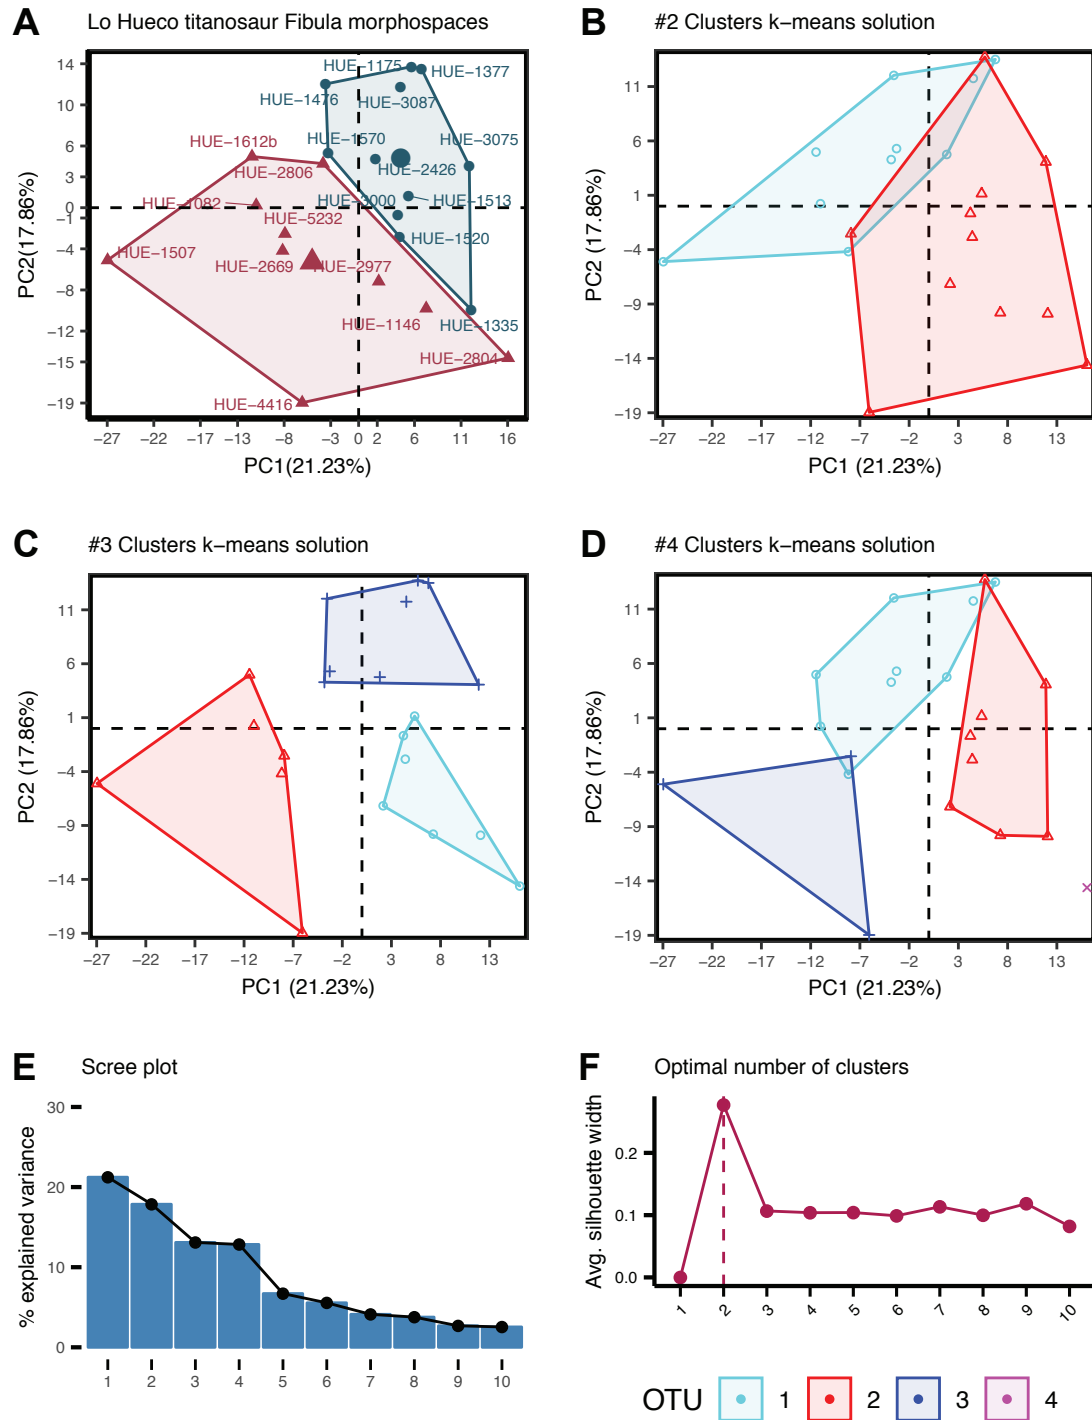 A Lo Hueco titanosaur Fibula morphospaces
PC2(17.86%)
14
10
6
3
0
−1
−4
−8
−12
−15
−19
HUE−1175
HUE−1377
HUE−1476
HUE−3087
HUE−1612b
HUE−1570
HUE−3075
HUE−2806
HUE−2426
HUE−1082
HUE−3000
HUE−1513
HUE−5232
HUE−1520
HUE−1507
HUE−2669
HUE−2977
HUE−1146
HUE−1335
HUE−2804
HUE−4416
−27 −22 −17 −13 −8 −3 0 2 6 11 16
PC1(21.23%)
B #2 Clusters k−means solution
PC2 (17.86%)
11
6
1
−4
−9
−14
−19
−27 −22 −17 −12 −7 −2 3 8 13
PC1 (21.23%)
C #3 Clusters k−means solution
PC2 (17.86%)
11
6
1
−4
−9
−14
−19
−27 −22 −17 −12 −7 −2 3 8 13
PC1 (21.23%)
D #4 Clusters k−means solution
PC2 (17.86%)
11
6
1
−4
−9
−14
−19
−27 −22 −17 −12 −7 −2 3 8 13
PC1 (21.23%)
E Scree plot
% explained variance
30
20
10
0
1 2 3 4 5 6 7 8 9 10
F Optimal number of clusters
Avg. silhouette width
0.2
0.1
0.0
1 2 3 4 5 6 7 8 9 10
OTU 1 2 3 4